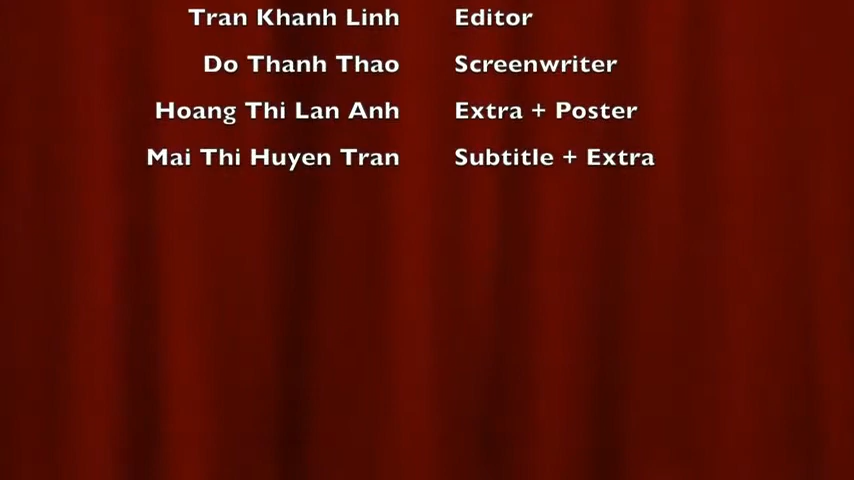 Tran Khanh Linh Editor
Do Thanh Thao Screenwriter
Hoang Thi Lan Anh Extra + Poster
Mai Thi Huyen Tran Subtitle + Extra